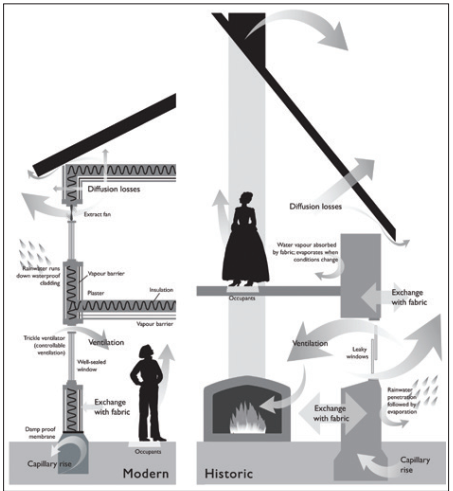 Diffusion losses
Extract fan
Rainwater runs
down waterproof
cladding
Vapour barrier
Plaster
Insulation
Vapour barrier
Trickle ventilator
(controllable
ventilation)
Ventilation
Well-sealed
window
Exchange
with fabric
Damp proof
membrane
Capillary rise
Occupants
Modern
Diffusion losses
Water vapour absorbed
by fabric, evaporates when
conditions change
Occupants
Exchange
with fabric
Ventilation
Leaky
windows
Rainwater
penetration
followed by
evaporation
Exchange
with fabric
Capillary
rise
Historic